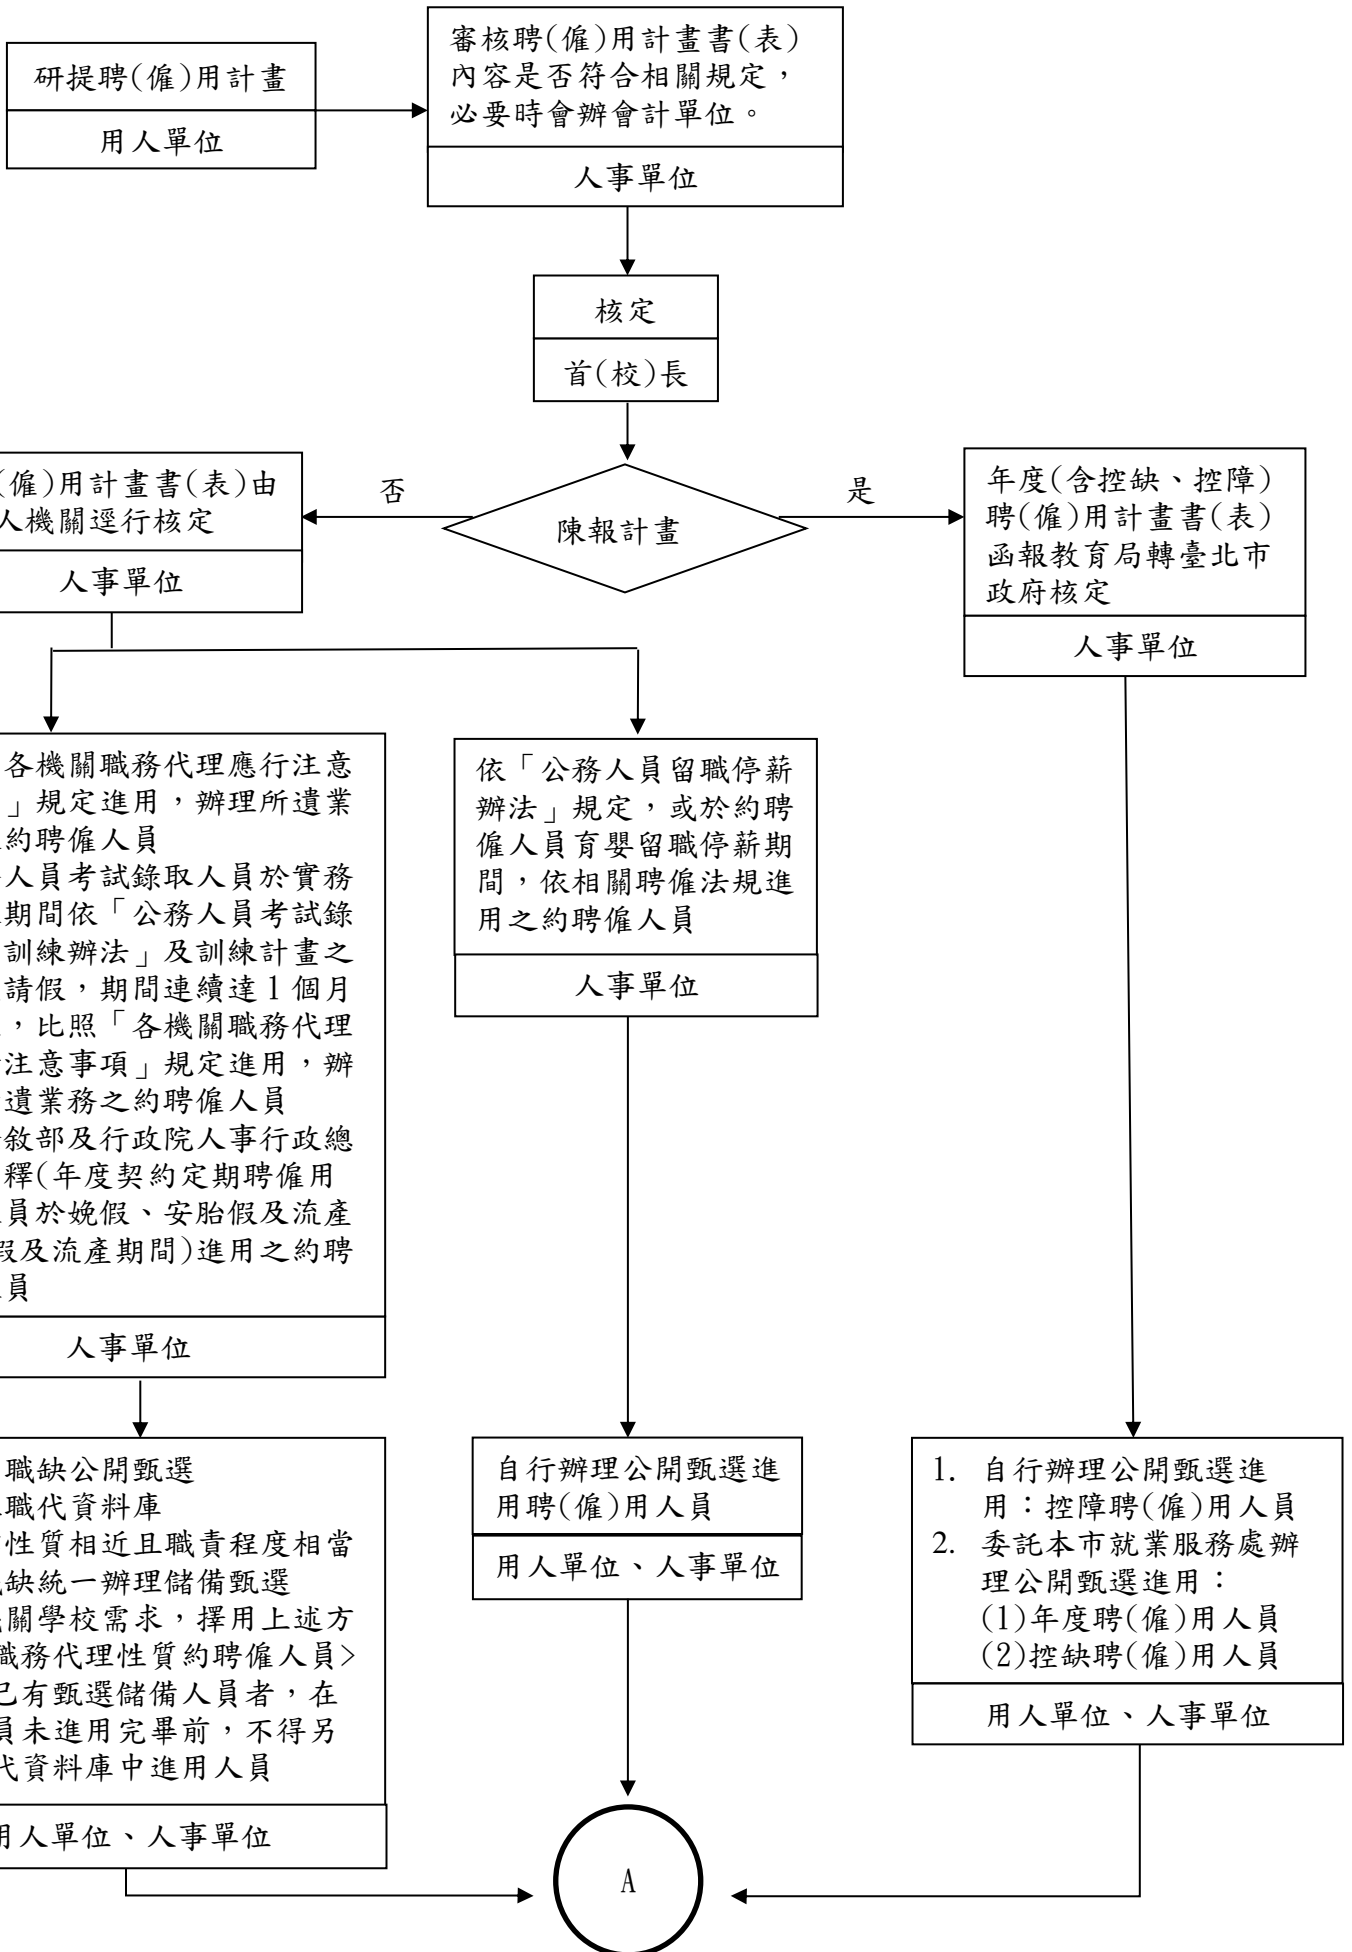 研提聘(僱)用計畫
用人單位
審核聘(僱)用計畫書(表)
內容是否符合相關規定，
必要時會辦會計單位。
人事單位
核定
首(校)長
陳報計畫
否
是
(僱)用計畫書(表)由
人機關逕行核定
人事單位
年度(含控缺、控障)
聘(僱)用計畫書(表)
函報教育局轉臺北市
政府核定
人事單位
各機關職務代理應行注意
」規定進用，辦理所遺業
約聘僱人員
人員考試錄取人員於實務
期間依「公務人員考試錄
訓練辦法」及訓練計畫之
請假，期間連續達1個月
，比照「各機關職務代理
注意事項」規定進用，辦
遺業務之約聘僱人員
敘部及行政院人事行政總
釋(年度契約定期聘僱用
員於娩假、安胎假及流產
假及流產期間)進用之約聘
員
人事單位
依「公務人員留職停薪
辦法」規定，或於約聘
僱人員育嬰留職停薪期
間，依相關聘僱法規進
用之約聘僱人員
人事單位
職缺公開甄選
職代資料庫
性質相近且職責程度相當
缺統一辦理儲備甄選
關學校需求，擇用上述方
職務代理性質約聘僱人員>
已有甄選儲備人員者，在
員未進用完畢前，不得另
代資料庫中進用人員
用人單位、人事單位
自行辦理公開甄選進
用聘(僱)用人員
用人單位、人事單位
1. 自行辦理公開甄選進
用：控障聘(僱)用人員
2. 委託本市就業服務處辦
理公開甄選進用：
(1)年度聘(僱)用人員
(2)控缺聘(僱)用人員
用人單位、人事單位
A